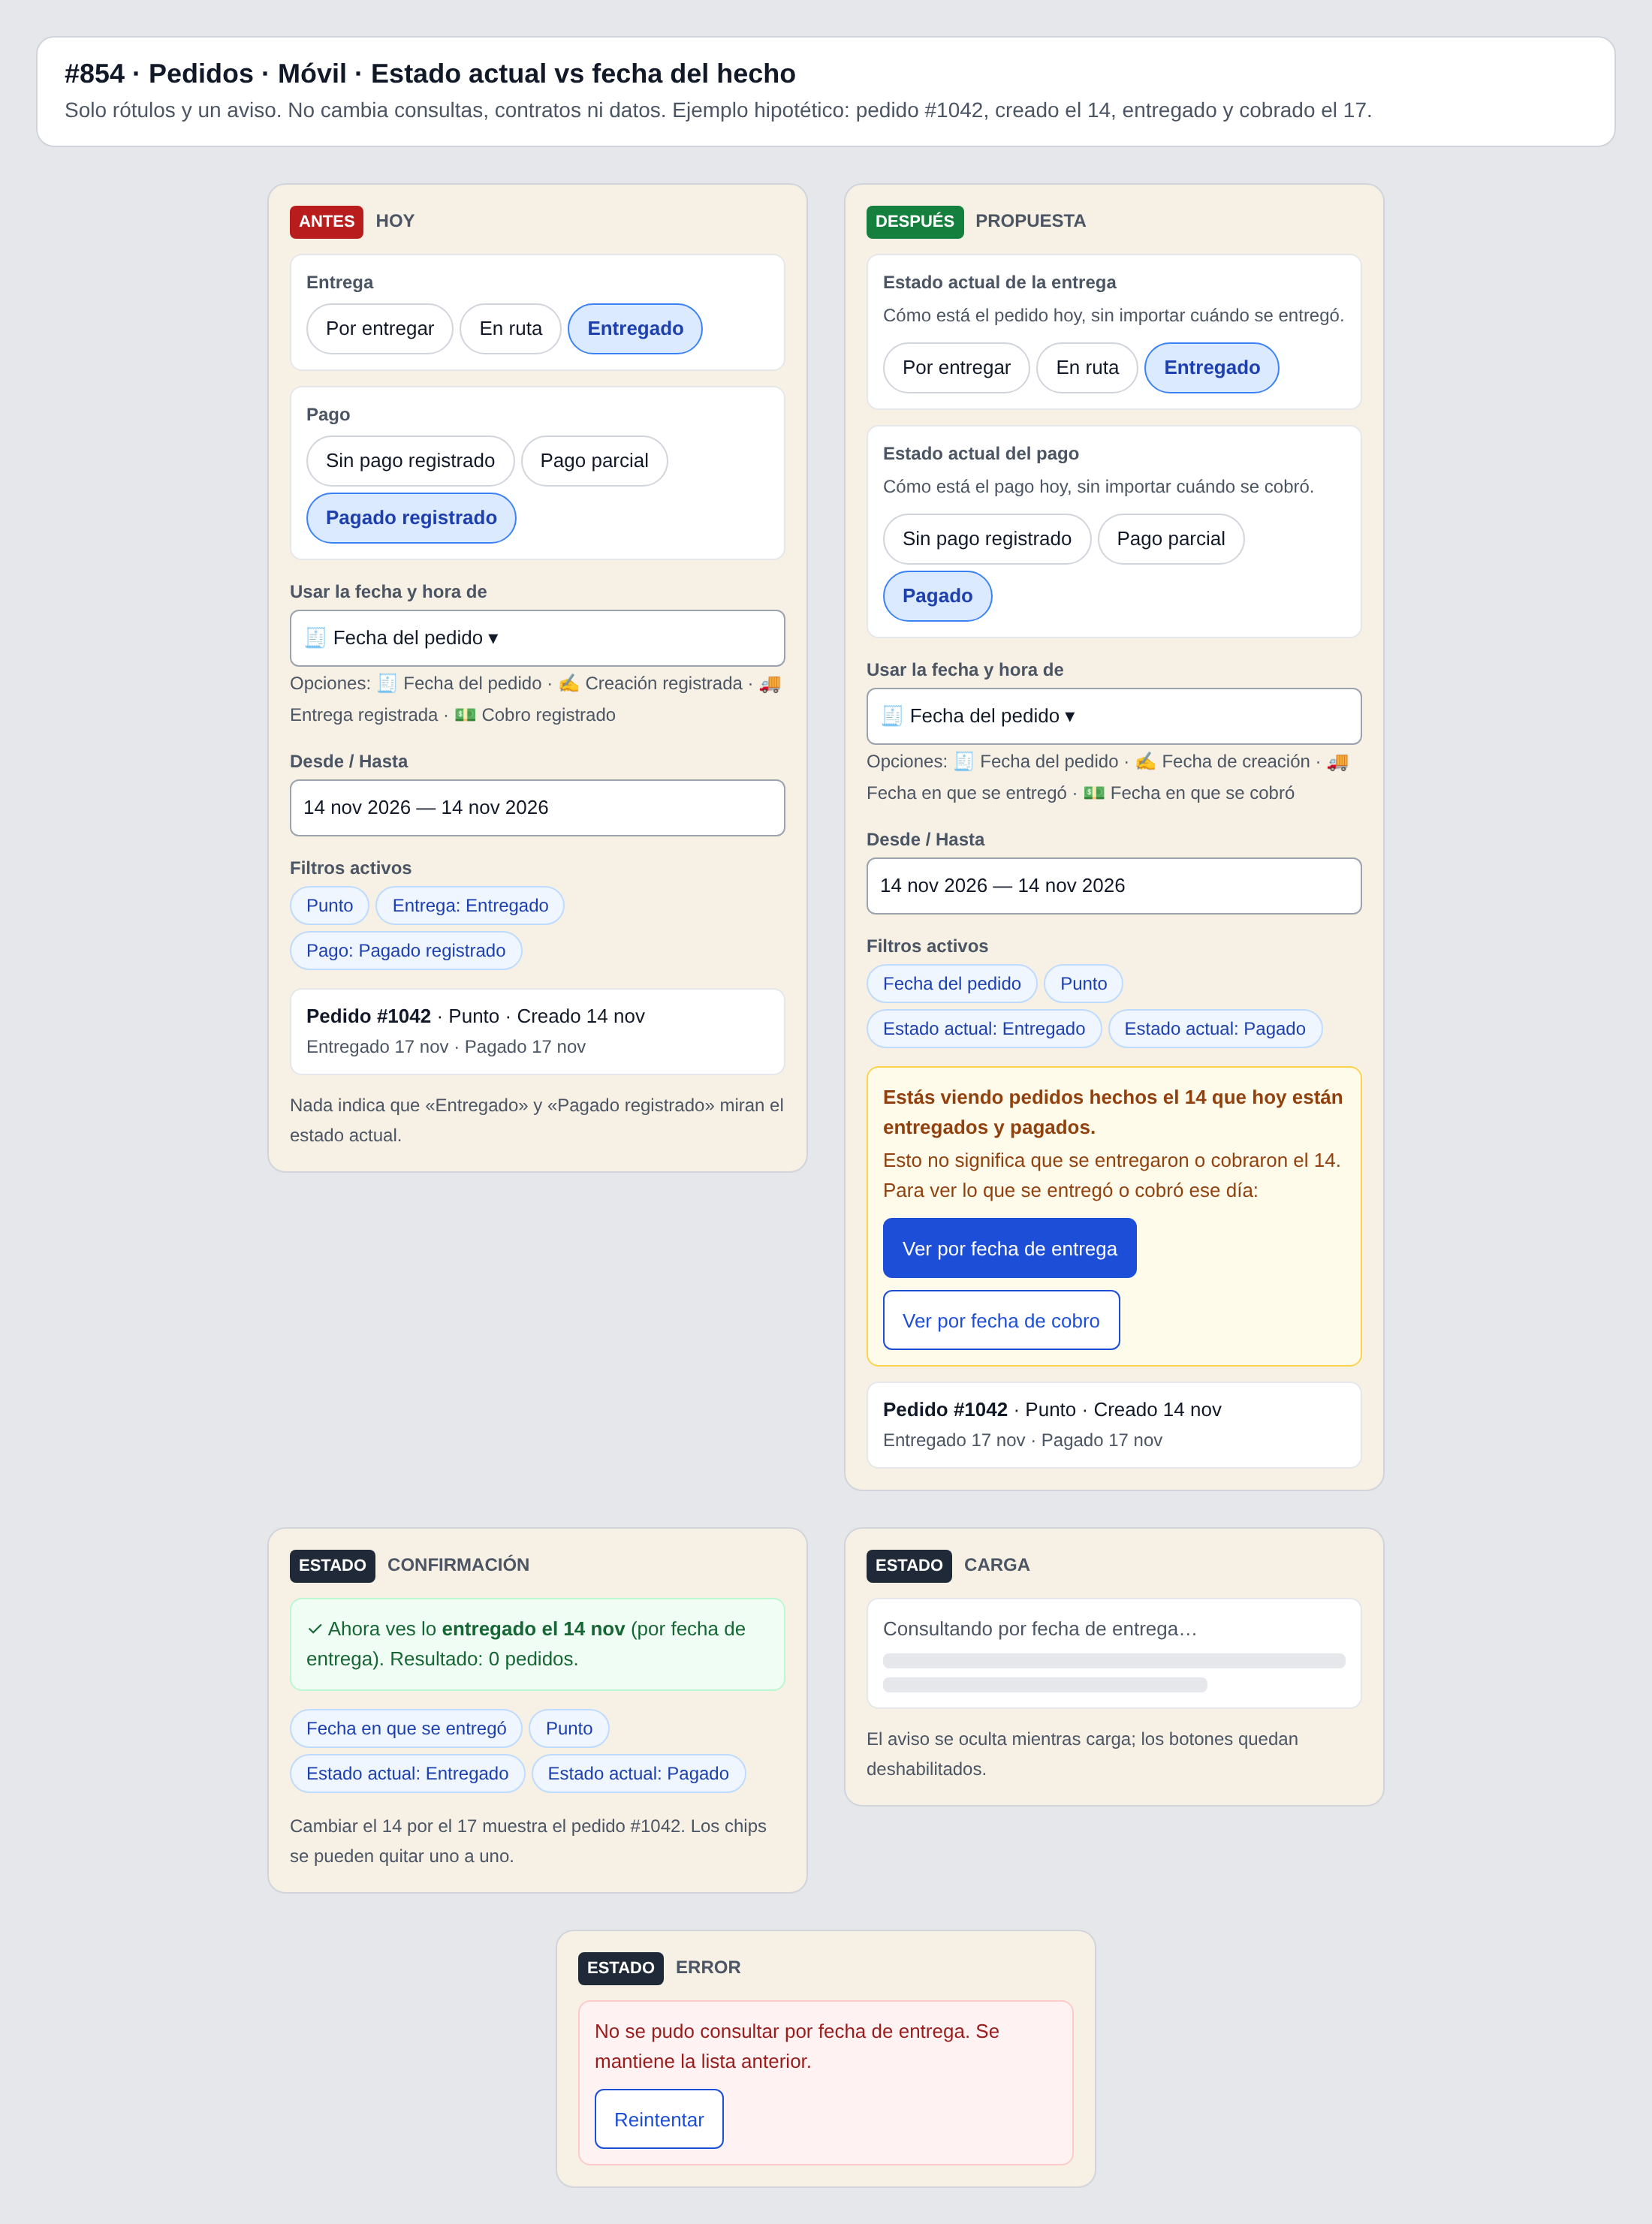 #854 · Pedidos · Móvil · Estado actual vs fecha del hecho
Solo rótulos y un aviso. No cambia consultas, contratos ni datos. Ejemplo hipotético: pedido #1042, creado el 14, entregado y cobrado el 17.
ANTES HOY
Entrega
Por entregar En ruta Entregado
Pago
Sin pago registrado Pago parcial
Pagado registrado
Usar la fecha y hora de
🧾 Fecha del pedido ▾
Opciones: 🧾 Fecha del pedido · ✍️ Creación registrada · 🚚
Entrega registrada · 💵 Cobro registrado
Desde / Hasta
14 nov 2026 — 14 nov 2026
Filtros activos
Punto Entrega: Entregado
Pago: Pagado registrado
Pedido #1042 · Punto · Creado 14 nov
Entregado 17 nov · Pagado 17 nov
Nada indica que «Entregado» y «Pagado registrado» miran el
estado actual.
DESPUÉS PROPUESTA
Estado actual de la entrega
Cómo está el pedido hoy, sin importar cuándo se entregó.
Por entregar En ruta Entregado
Estado actual del pago
Cómo está el pago hoy, sin importar cuándo se cobró.
Sin pago registrado Pago parcial
Pagado
Usar la fecha y hora de
🧾 Fecha del pedido ▾
Opciones: 🧾 Fecha del pedido · ✍️ Fecha de creación · 🚚
Fecha en que se entregó · 💵 Fecha en que se cobró
Desde / Hasta
14 nov 2026 — 14 nov 2026
Filtros activos
Fecha del pedido Punto
Estado actual: Entregado Estado actual: Pagado
Estás viendo pedidos hechos el 14 que hoy están
entregados y pagados.
Esto no significa que se entregaron o cobraron el 14.
Para ver lo que se entregó o cobró ese día:
Ver por fecha de entrega
Ver por fecha de cobro
Pedido #1042 · Punto · Creado 14 nov
Entregado 17 nov · Pagado 17 nov
ESTADO CONFIRMACIÓN
✓ Ahora ves lo entregado el 14 nov (por fecha de
entrega). Resultado: 0 pedidos.
Fecha en que se entregó Punto
Estado actual: Entregado Estado actual: Pagado
Cambiar el 14 por el 17 muestra el pedido #1042. Los chips
se pueden quitar uno a uno.
ESTADO CARGA
Consultando por fecha de entrega…
El aviso se oculta mientras carga; los botones quedan
deshabilitados.
ESTADO ERROR
No se pudo consultar por fecha de entrega. Se
mantiene la lista anterior.
Reintentar